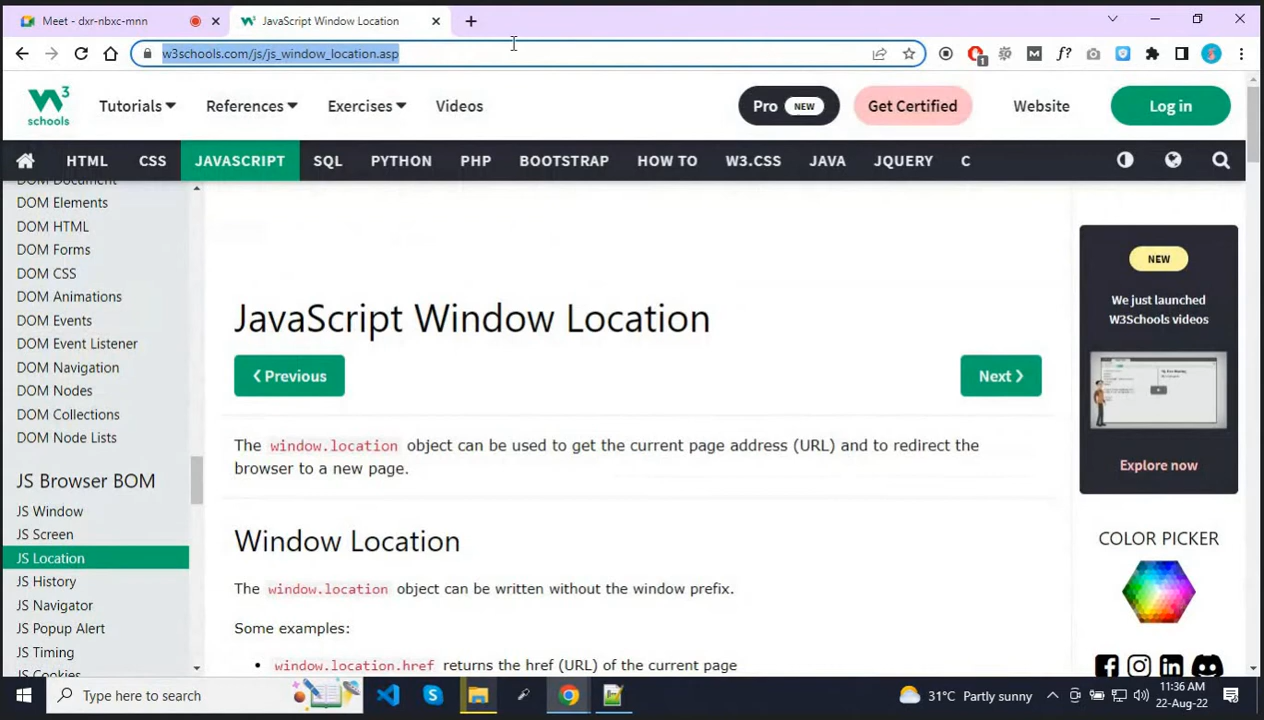 Meet - dxr-nbxc-mnn
JavaScript Window Location
w3schools.com/js/js_window_location.asp
1
M
f?
W3 schools
Tutorials
References
Exercises
Videos
Pro NEW
Get Certified
Website
Log in
HTML
CSS
JAVASCRIPT
SQL
PYTHON
PHP
BOOTSTRAP
HOW TO
W3.CSS
JAVA
JQUERY
C
DOM Document
DOM Elements
DOM HTML
DOM Forms
DOM CSS
DOM Animations
DOM Events
DOM Event Listener
DOM Navigation
DOM Nodes
DOM Collections
DOM Node Lists
JS Browser BOM
JS Window
JS Screen
JS Location
JS History
JS Navigator
JS Popup Alert
JS Timing
JS Cookies
JavaScript Window Location
❮ Previous
Next ❯
The window.location object can be used to get the current page address (URL) and to redirect the
browser to a new page.
Window Location
The window.location object can be written without the window prefix.
Some examples:
• window.location.href returns the href (URL) of the current page
NEW
We just launched
W3Schools videos
Explore now
COLOR PICKER
Type here to search
31°C Partly sunny
11:36 AM
22-Aug-22